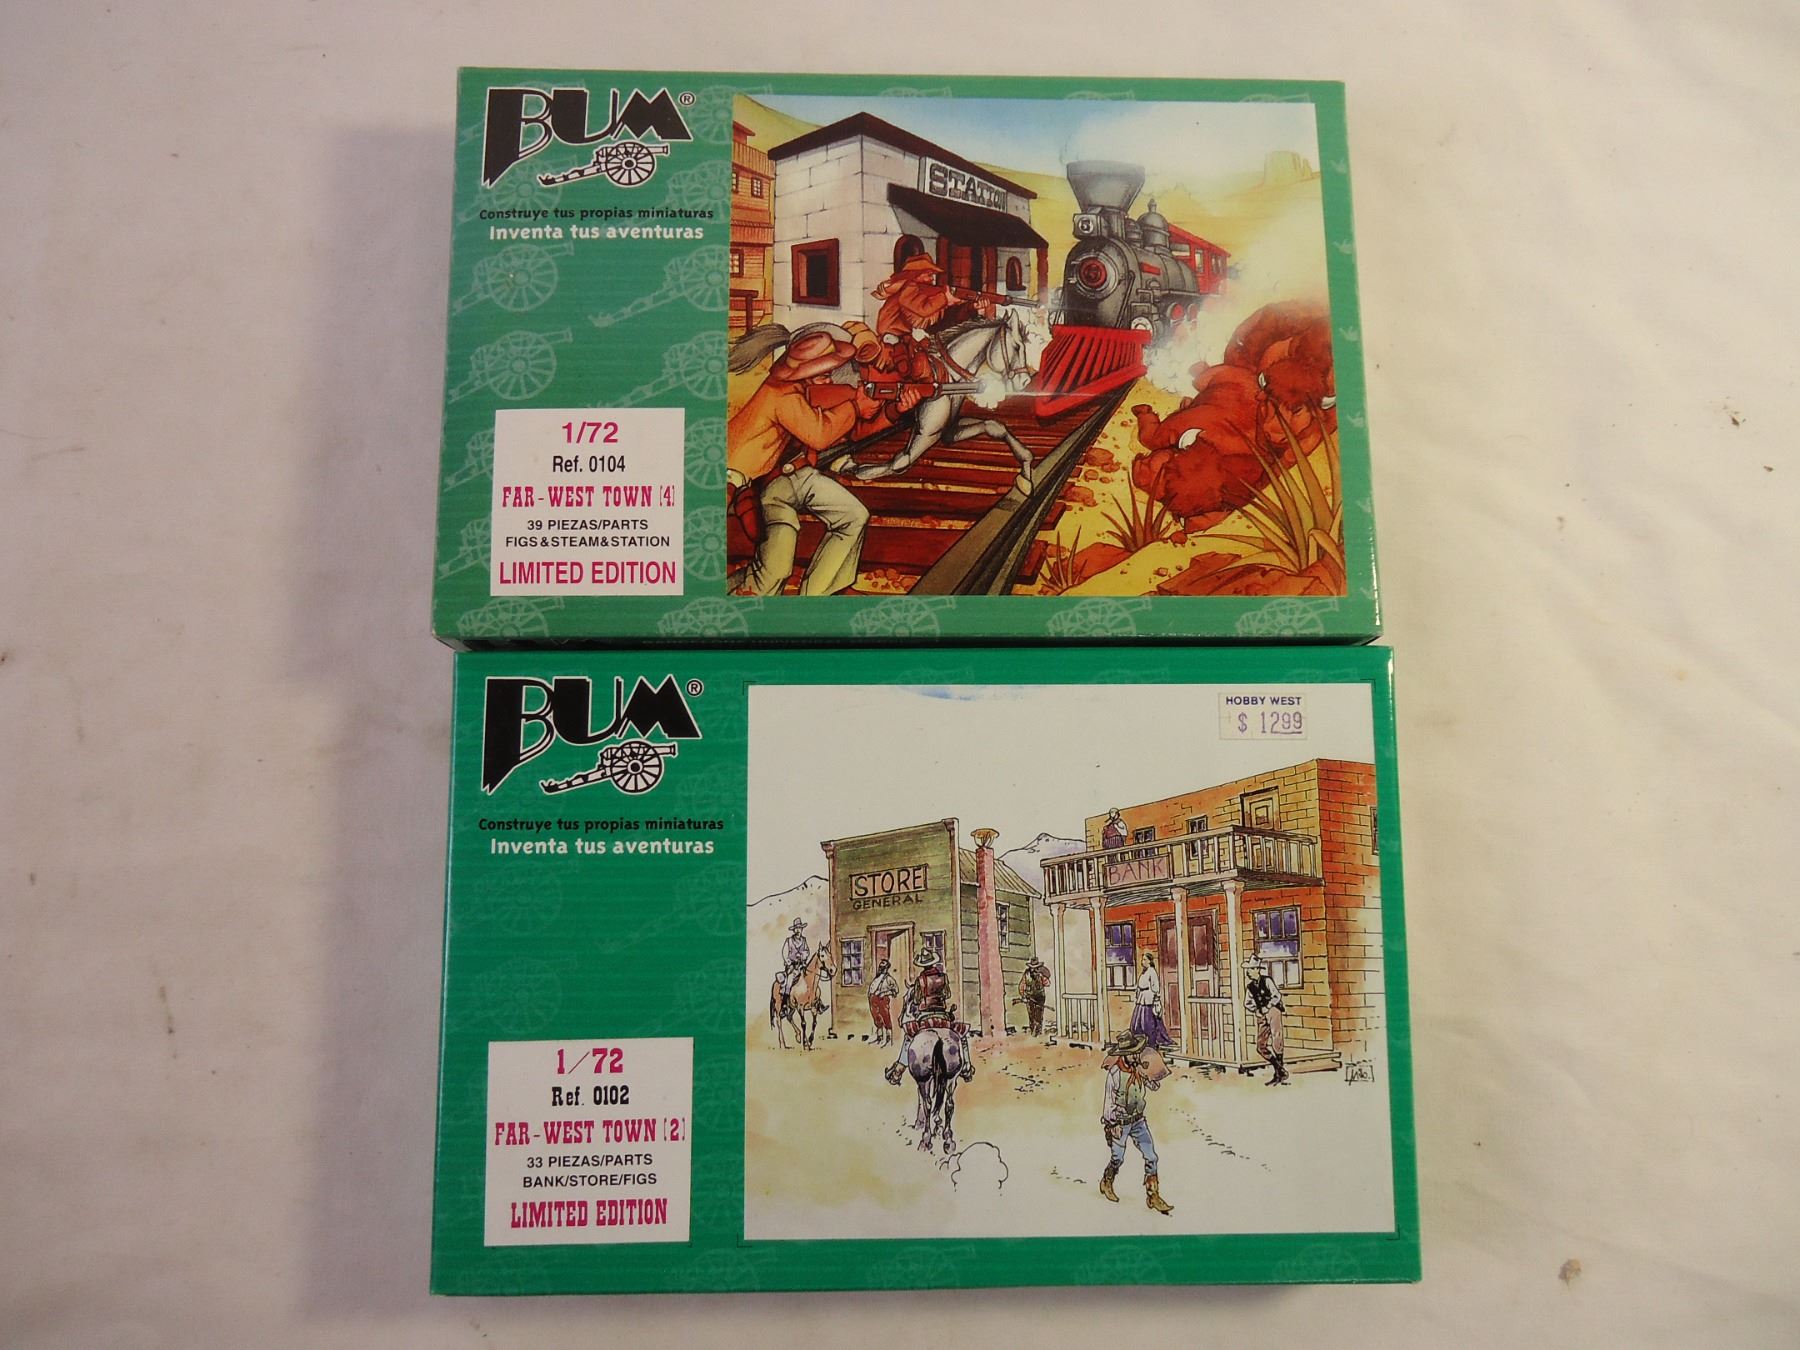 BUM®
Construye tus propias miniaturas
Inventa tus aventuras
1/72
Ref. 0104
FAR-WEST TOWN (4)
39 PIEZAS/PARTS
FIGS&STEAM&STATION
LIMITED EDITION
STATION
BUM®
Construye tus propias miniaturas
Inventa tus aventuras
1/72
Ref. 0102
FAR-WEST TOWN (2)
33 PIEZAS/PARTS
BANK/STORE/FIGS
LIMITED EDITION
HOBBY WEST
$ 1299
STORE
GENERAL
BANK